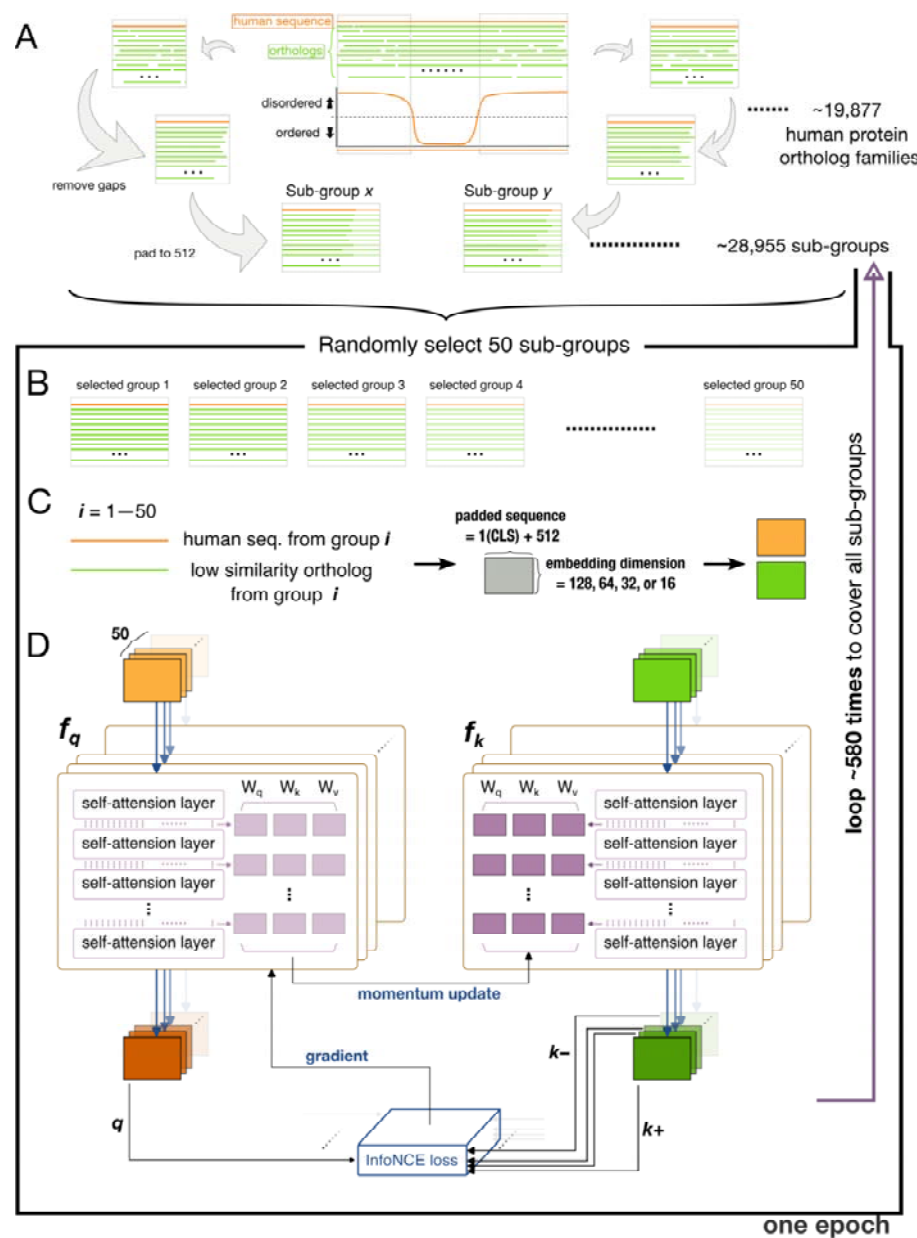 A
human sequence
orthologs
disordered
ordered
remove gaps
~19,877
human protein
ortholog families
Sub-group x
Sub-group y
pad to 512
~28,955 sub-groups
Randomly select 50 sub-groups
B
selected group 1
selected group 2
selected group 3
selected group 4
selected group 50
C
i = 1—50
human seq. from group i
low similarity ortholog
from group i
padded sequence
= 1(CLS) + 512
embedding dimension
= 128, 64, 32, or 16
loop ~580 times to cover all sub-groups
D
50
fq
Wq Wk Wv
self-attension layer
self-attension layer
self-attension layer
self-attension layer
fk
Wq Wk Wv
self-attension layer
self-attension layer
self-attension layer
self-attension layer
momentum update
gradient
k–
k+
q
InfoNCE loss
one epoch